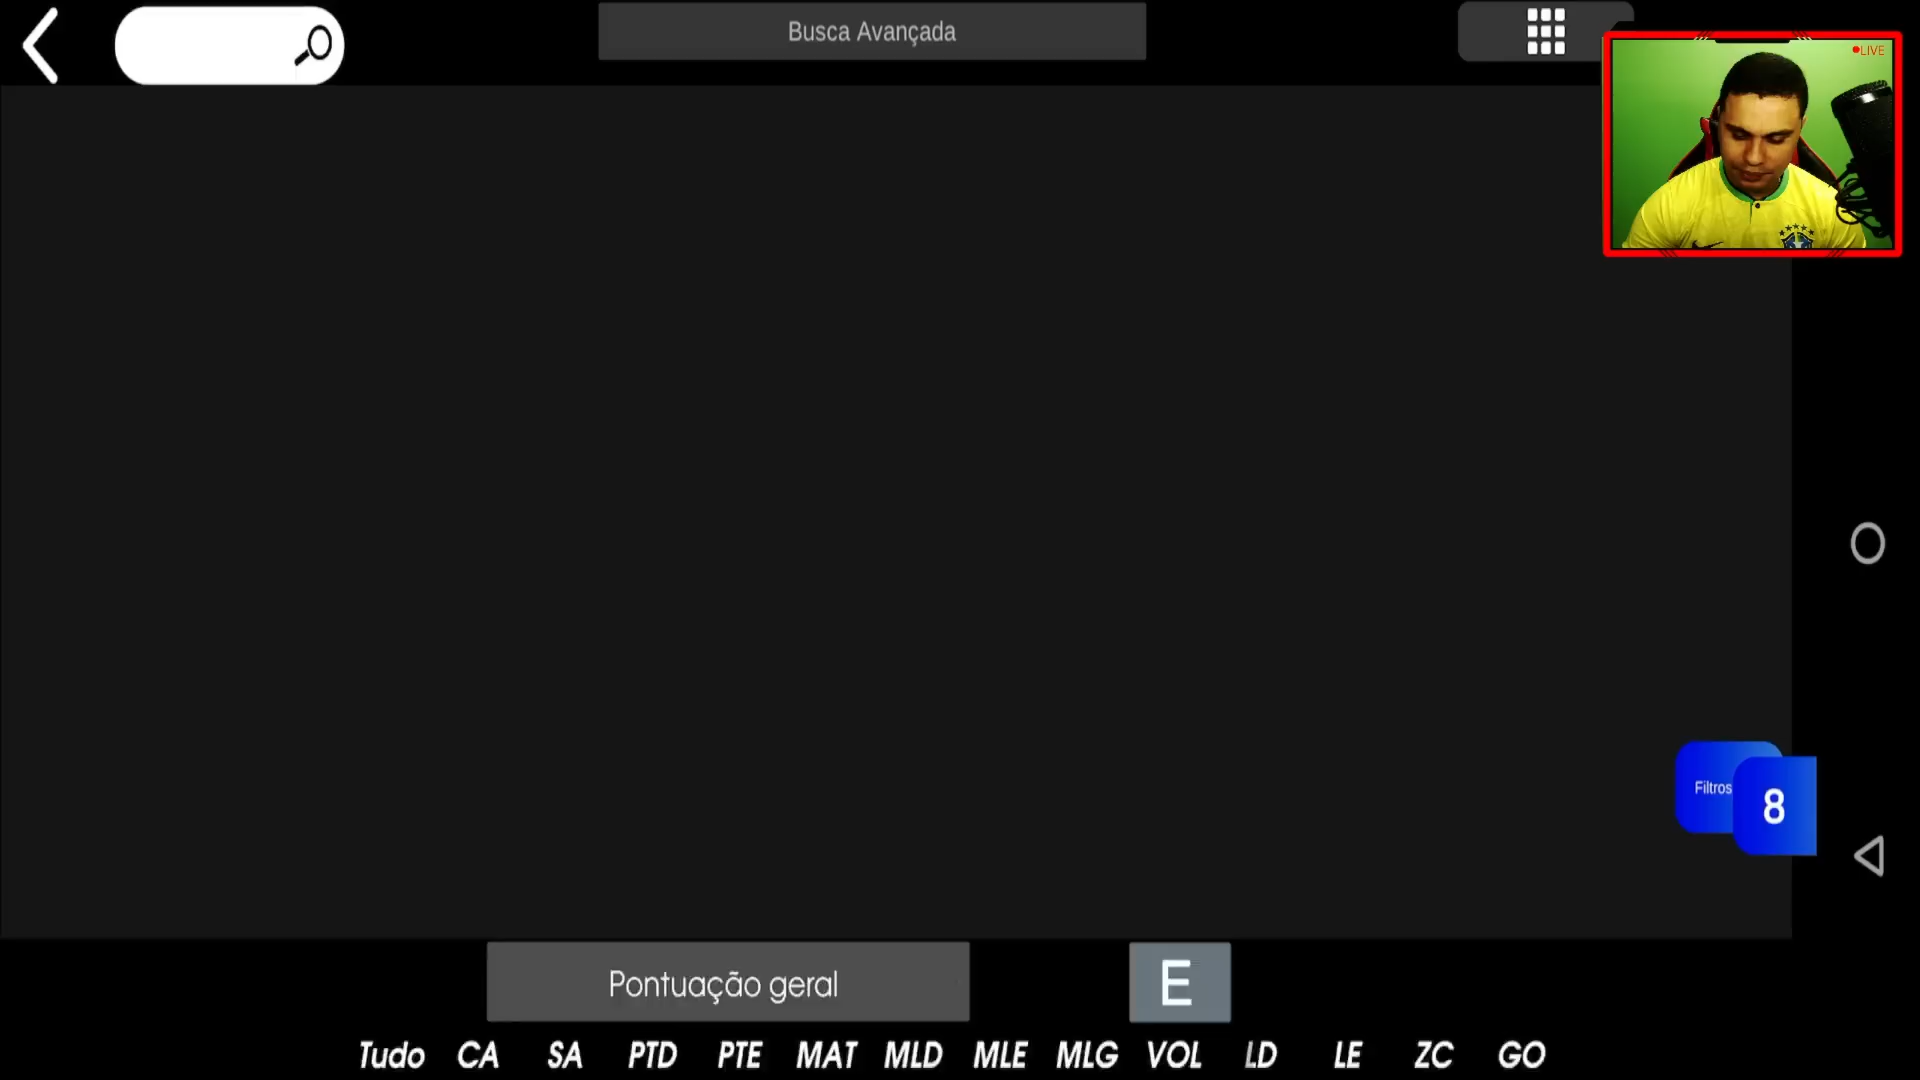 Busca Avançada
LIVE
Filtros
8
Pontuação geral
E
Tudo CA SA PTD PTE MAT MLD MLE MLG VOL LD LE ZC GO